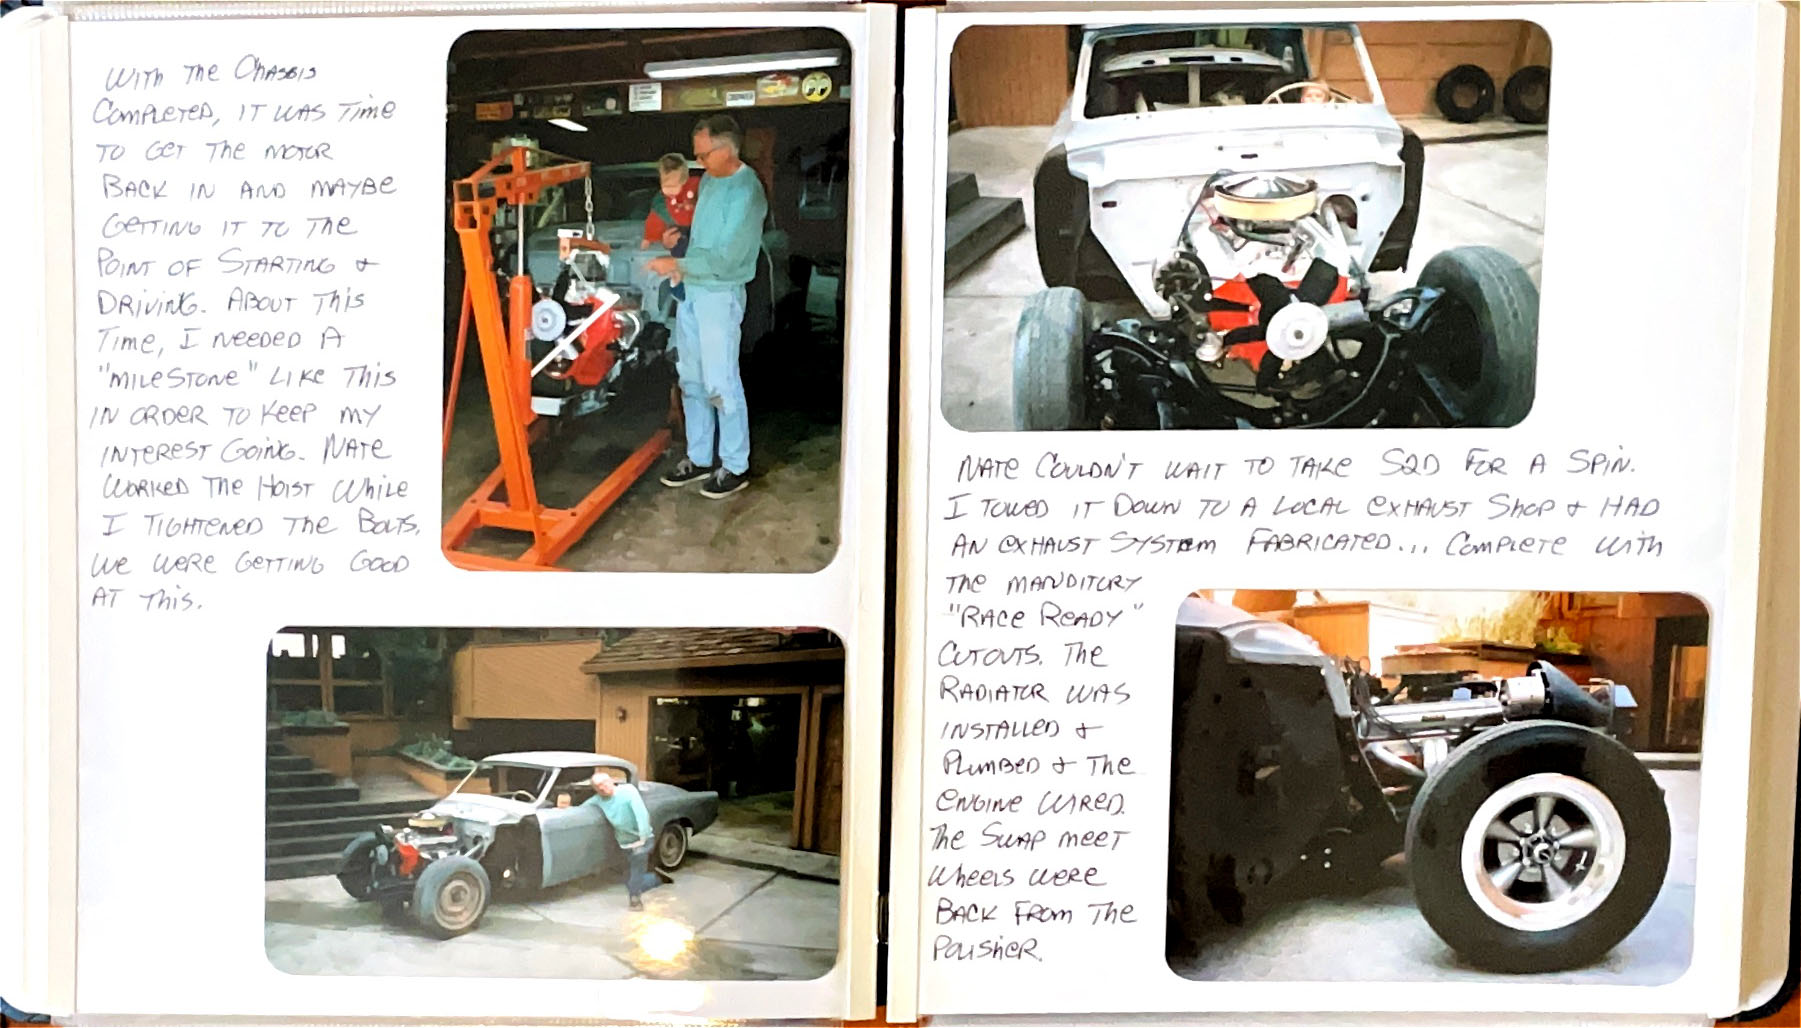 With the Chassis
Completed, it was time
to get the motor
back in and maybe
getting it to the
point of starting &
driving. About this
time, I needed a
"milestone" like this
in order to keep my
interest going. Nate
worked the hoist while
I tightened the bolts.
We were getting good
at this.
Nate couldn't wait to take S2D for a spin.
I towed it down to a local exhaust shop & had
an exhaust system fabricated... complete with
the manditory
"Race Ready"
cutouts. The
radiator was
installed &
plumbed & the
engine wired.
The swap meet
wheels were
back from the
polisher.